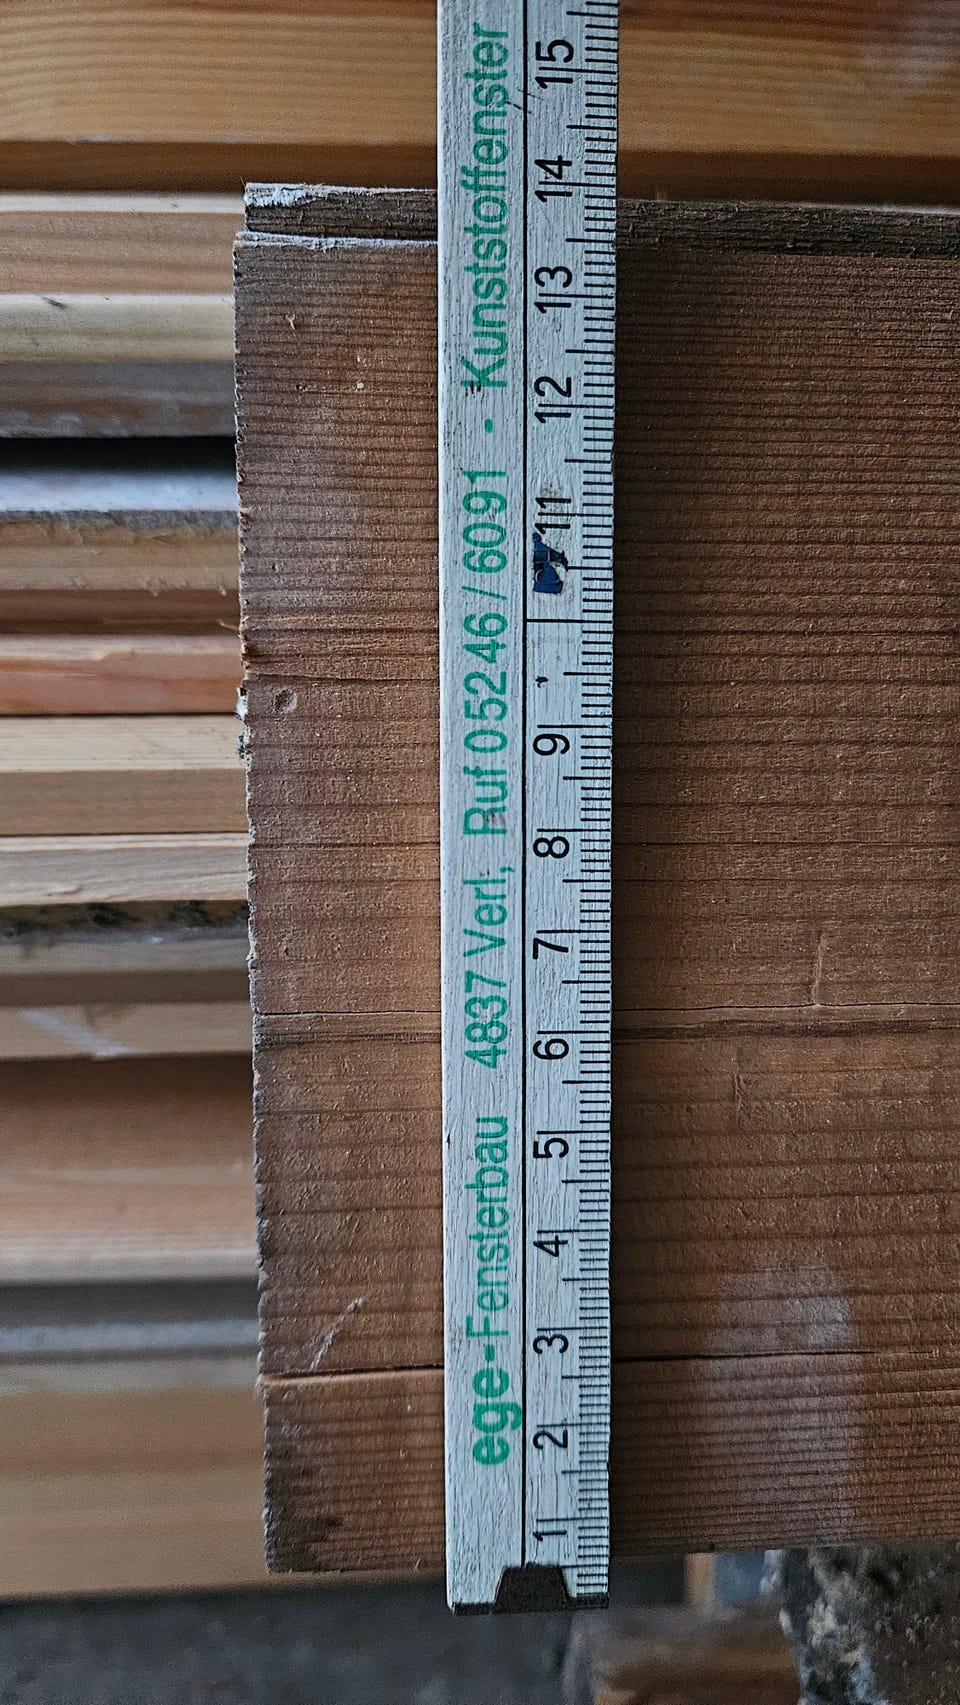 ege-Fensterbau 4837 Verl, Ruf 05246/6091 · Kunststoffenster
1 2 3 4 5 6 7 8 9 11 12 13 14 15